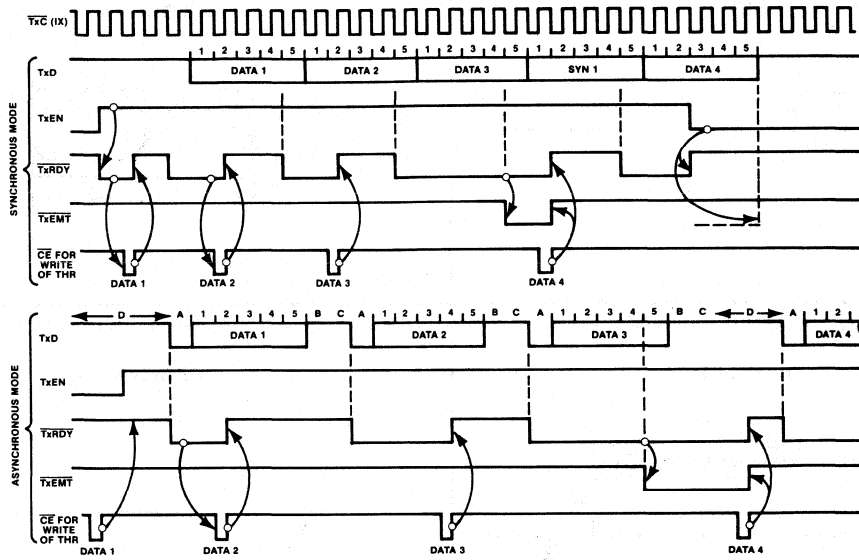 TxC (IX)
1 2 3 4 5 1 2 3 4 5 1 2 3 4 5 1 2 3 4 5 1 2 3 4 5
TxD DATA 1 DATA 2 DATA 3 SYN 1 DATA 4
SYNCHRONOUS MODE
TxEN
TxRDY
TxEMT
CE FOR
WRITE
OF THR
DATA 1 DATA 2 DATA 3 DATA 4
D A 1 2 3 4 5 B C A 1 2 3 4 5 B C A 1 2 3 4 5 B C D A 1 2
TxD DATA 1 DATA 2 DATA 3 DATA 4
ASYNCHRONOUS MODE
TxEN
TxRDY
TxEMT
CE FOR
WRITE
OF THR
DATA 1 DATA 2 DATA 3 DATA 4